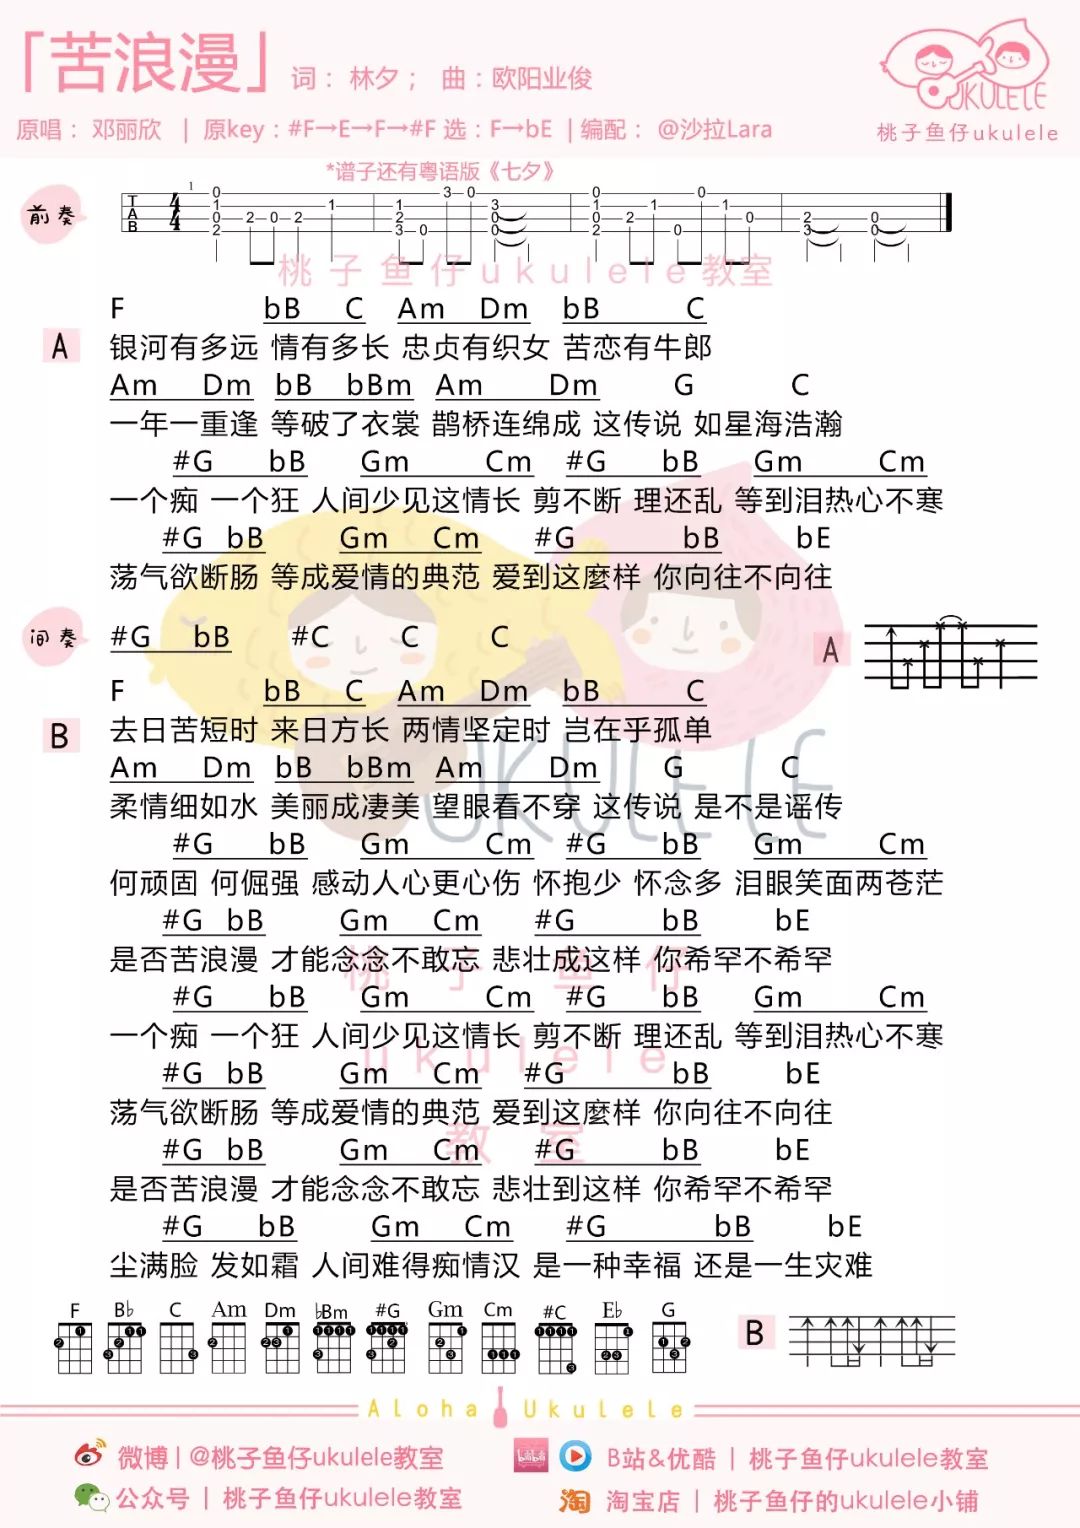 「苦浪漫」 词： 林夕； 曲：欧阳业俊
原唱： 邓丽欣 | 原key：#F→E→F→#F 选：F→bE | 编配： @沙拉Lara
UKULELE
桃子鱼仔ukulele
*谱子还有粤语版《七夕》
前奏
桃子鱼仔ukulele教室
F bB C Am Dm bB C
A 银河有多远 情有多长 忠贞有织女 苦恋有牛郎
Am Dm bB bBm Am Dm G C
一年一重逢 等破了衣裳 鹊桥连绵成 这传说 如星海浩瀚
#G bB Gm Cm #G bB Gm Cm
一个痴 一个狂 人间少见这情长 剪不断 理还乱 等到泪热心不寒
#G bB Gm Cm #G bB bE
荡气欲断肠 等成爱情的典范 爱到这麼样 你向往不向往
间奏 #G bB #C C C
A
F bB C Am Dm bB C
B 去日苦短时 来日方长 两情坚定时 岂在乎孤单
Am Dm bB bBm Am Dm G C
柔情细如水 美丽成凄美 望眼看不穿 这传说 是不是谣传
UKULELE
#G bB Gm Cm #G bB Gm Cm
何顽固 何倔强 感动人心更心伤 怀抱少 怀念多 泪眼笑面两苍茫
#G bB Gm Cm #G bB bE
是否苦浪漫 才能念念不敢忘 悲壮成这样 你希罕不希罕
桃子鱼仔
#G bB Gm Cm #G bB Gm Cm
一个痴 一个狂 人间少见这情长 剪不断 理还乱 等到泪热心不寒
ukulele
#G bB Gm Cm #G bB bE
荡气欲断肠 等成爱情的典范 爱到这麼样 你向往不向往
教室
#G bB Gm Cm #G bB bE
是否苦浪漫 才能念念不敢忘 悲壮到这样 你希罕不希罕
#G bB Gm Cm #G bB bE
尘满脸 发如霜 人间难得痴情汉 是一种幸福 还是一生灾难
F B♭ C Am Dm ♭Bm #G Gm Cm #C E♭ G
B
Aloha Ukulele
微博 | @桃子鱼仔ukulele教室
B站&优酷 | 桃子鱼仔ukulele教室
公众号 | 桃子鱼仔ukulele教室
淘 淘宝店 | 桃子鱼仔的ukulele小铺